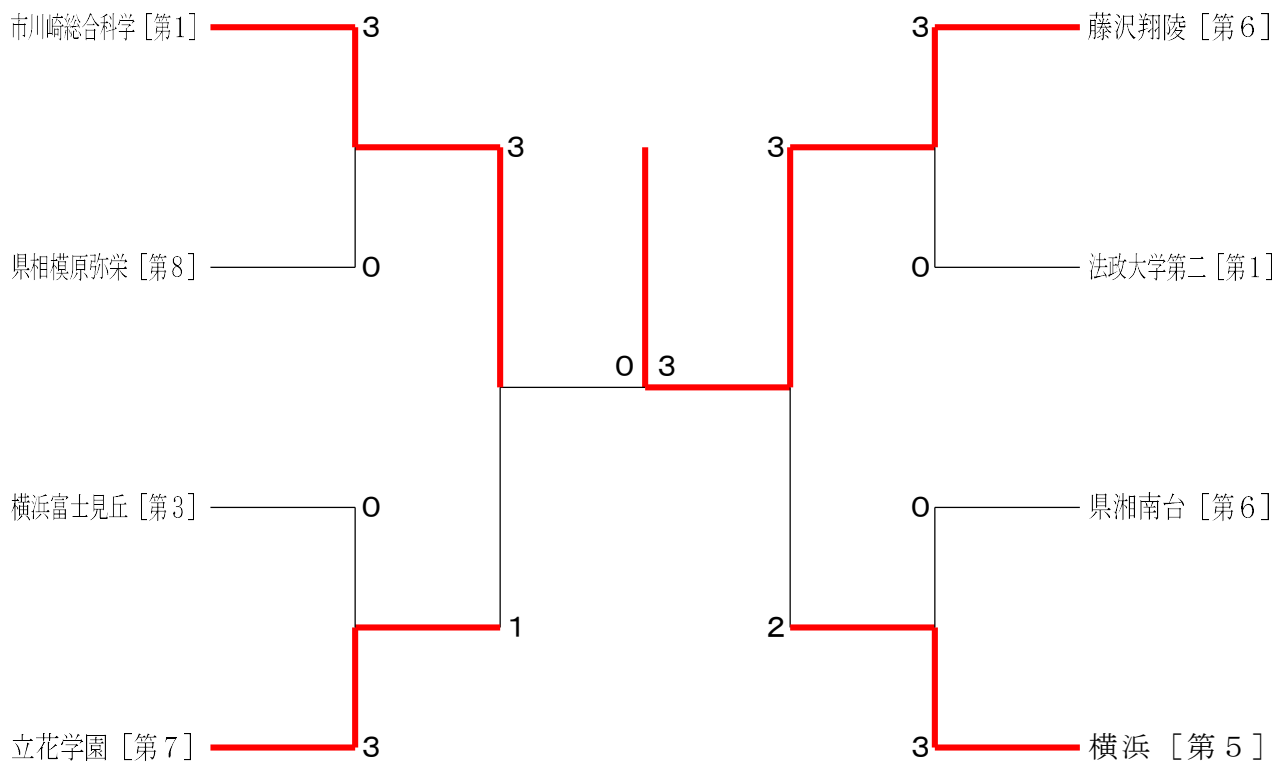 市川崎総合科学［第1］
3
3
藤沢翔陵［第６］
3
3
県相模原弥栄［第8］
0
0
法政大学第二［第1］
0
3
横浜富士見丘［第3］
0
0
県湘南台［第６］
1
2
立花学園［第７］
3
3
横浜［第５］